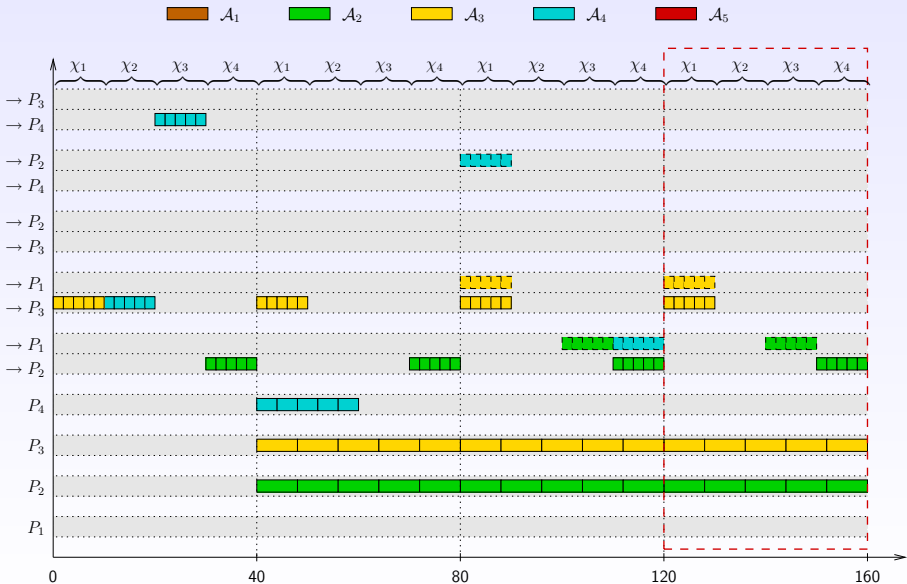 𝒜₁ 𝒜₂ 𝒜₃ 𝒜₄ 𝒜₅
χ₁ χ₂ χ₃ χ₄ χ₁ χ₂ χ₃ χ₄ χ₁ χ₂ χ₃ χ₄ χ₁ χ₂ χ₃ χ₄
→ P₃
→ P₄
→ P₂
→ P₄
→ P₂
→ P₃
→ P₁
→ P₃
→ P₁
→ P₂
P₄
P₃
P₂
P₁
0 40 80 120 160